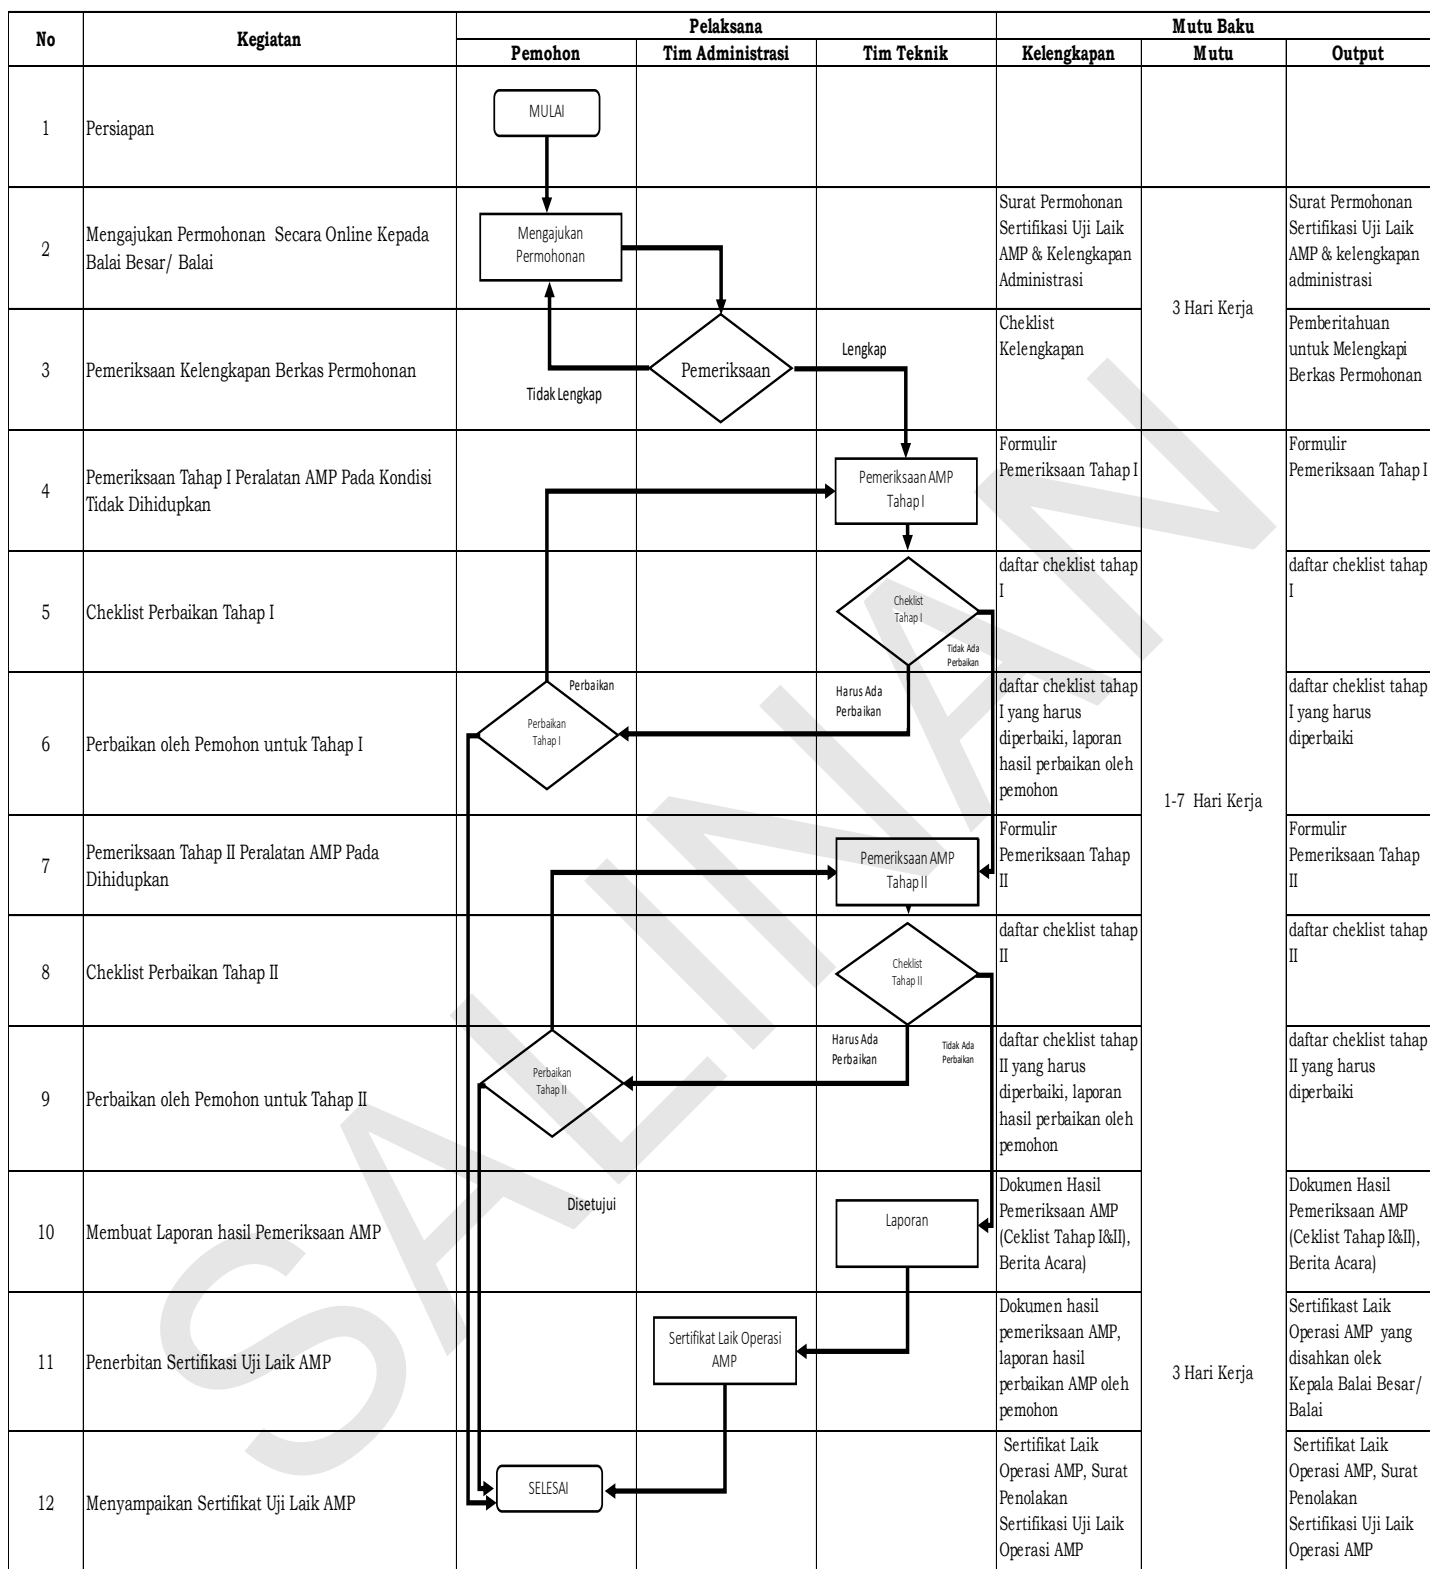 No
Kegiatan
Pelaksana
Mutu Baku
Pemohon
Tim Administrasi
Tim Teknik
Kelengkapan
Mutu
Output
1
Persiapan
MULAI
2
Mengajukan Permohonan Secara Online Kepada
Balai Besar/ Balai
Mengajukan
Permohonan
Surat Permohonan
Sertifikasi Uji Laik
AMP & Kelengkapan
Administrasi
3 Hari Kerja
Surat Permohonan
Sertifikasi Uji Laik
AMP & kelengkapan
administrasi
3
Pemeriksaan Kelengkapan Berkas Permohonan
Tidak Lengkap
Pemeriksaan
Lengkap
Cheklist
Kelengkapan
Pemberitahuan
untuk Melengkapi
Berkas Permohonan
4
Pemeriksaan Tahap I Peralatan AMP Pada Kondisi
Tidak Dihidupkan
Pemeriksaan AMP
Tahap I
Formulir
Pemeriksaan Tahap I
Formulir
Pemeriksaan Tahap I
5
Cheklist Perbaikan Tahap I
Cheklist
Tahap I
Tidak Ada
Perbaikan
daftar cheklist tahap
I
daftar cheklist tahap
I
6
Perbaikan oleh Pemohon untuk Tahap I
Perbaikan
Perbaikan
Tahap I
Harus Ada
Perbaikan
daftar cheklist tahap
I yang harus
diperbaiki, laporan
hasil perbaikan oleh
pemohon
1-7 Hari Kerja
daftar cheklist tahap
I yang harus
diperbaiki
7
Pemeriksaan Tahap II Peralatan AMP Pada
Dihidupkan
Pemeriksaan AMP
Tahap II
Formulir
Pemeriksaan Tahap
II
Formulir
Pemeriksaan Tahap
II
8
Cheklist Perbaikan Tahap II
Cheklist
Tahap II
daftar cheklist tahap
II
daftar cheklist tahap
II
9
Perbaikan oleh Pemohon untuk Tahap II
Perbaikan
Tahap II
Harus Ada
Perbaikan
Tidak Ada
Perbaikan
daftar cheklist tahap
II yang harus
diperbaiki, laporan
hasil perbaikan oleh
pemohon
daftar cheklist tahap
II yang harus
diperbaiki
10
Membuat Laporan hasil Pemeriksaan AMP
Disetujui
Laporan
Dokumen Hasil
Pemeriksaan AMP
(Ceklist Tahap I&II),
Berita Acara)
Dokumen Hasil
Pemeriksaan AMP
(Ceklist Tahap I&II),
Berita Acara)
11
Penerbitan Sertifikasi Uji Laik AMP
Sertifikat Laik Operasi
AMP
Dokumen hasil
pemeriksaan AMP,
laporan hasil
perbaikan AMP oleh
pemohon
3 Hari Kerja
Sertifikast Laik
Operasi AMP yang
disahkan olek
Kepala Balai Besar/
Balai
12
Menyampaikan Sertifikat Uji Laik AMP
SELESAI
Sertifikat Laik
Operasi AMP, Surat
Penolakan
Sertifikasi Uji Laik
Operasi AMP
Sertifikat Laik
Operasi AMP, Surat
Penolakan
Sertifikasi Uji Laik
Operasi AMP
SALINAN